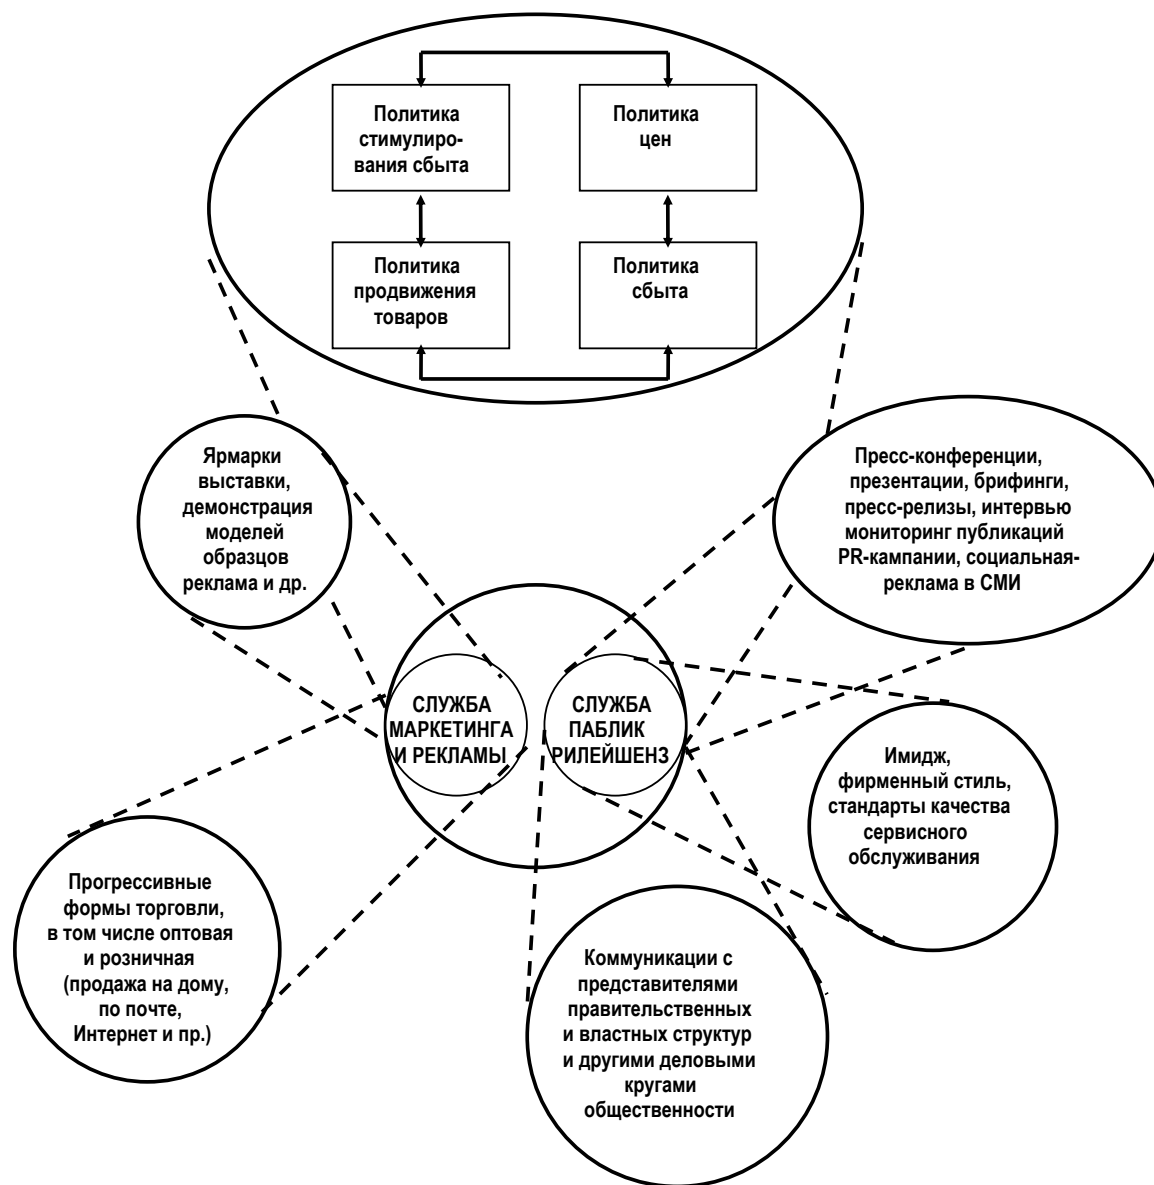 Политика
стимулиро-
вания сбыта
Политика
цен
Политика
продвижения
товаров
Политика
сбыта
Ярмарки
выставки,
демонстрация
моделей
образцов
реклама и др.
Пресс-конференции,
презентации, брифинги,
пресс-релизы, интервью
мониторинг публикаций
PR-кампании, социальная-
реклама в СМИ
СЛУЖБА
МАРКЕТИНГА
И РЕКЛАМЫ
СЛУЖБА
ПАБЛИК
РИЛЕЙШЕНЗ
Имидж,
фирменный стиль,
стандарты качества
сервисного
обслуживания
Прогрессивные
формы торговли,
в том числе оптовая
и розничная
(продажа на дому,
по почте,
Интернет и пр.)
Коммуникации с
представителями
правительственных
и властных структур
и другими деловыми
кругами
общественности